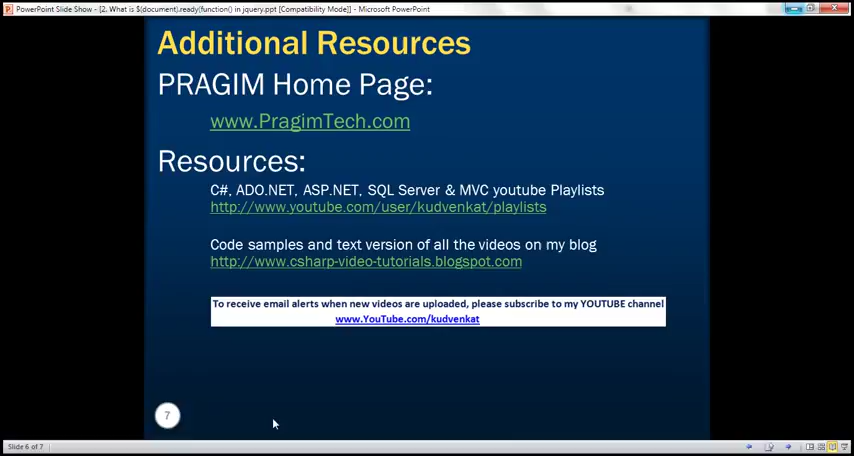 PowerPoint Slide Show - [2. What is $(document).ready(function() in jquery.ppt [Compatibility Mode]] - Microsoft PowerPoint
Additional Resources
PRAGIM Home Page:
www.PragimTech.com
Resources:
C#, ADO.NET, ASP.NET, SQL Server & MVC youtube Playlists
http://www.youtube.com/user/kudvenkat/playlists
Code samples and text version of all the videos on my blog
http://www.csharp-video-tutorials.blogspot.com
To receive email alerts when new videos are uploaded, please subscribe to my YOUTUBE channel
www.YouTube.com/kudvenkat
7
Slide 6 of 7